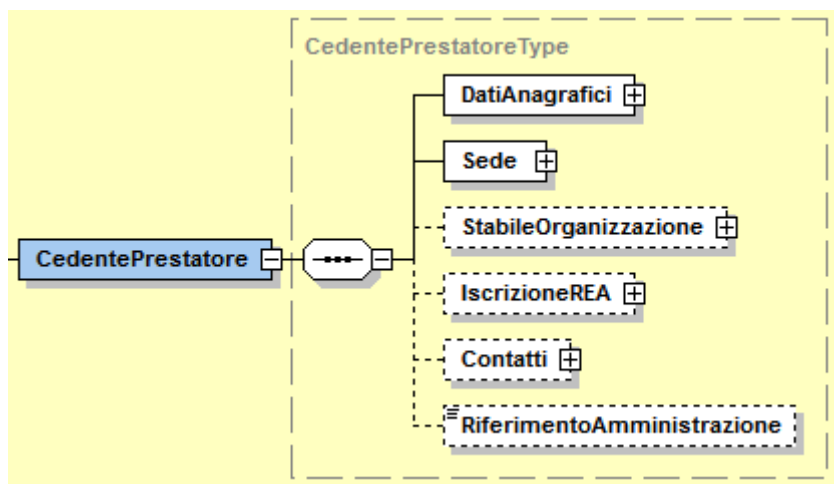 CedentePrestatoreType
DatiAnagrafici
Sede
StabileOrganizzazione
CedentePrestatore
IscrizioneREA
Contatti
RiferimentoAmministrazione